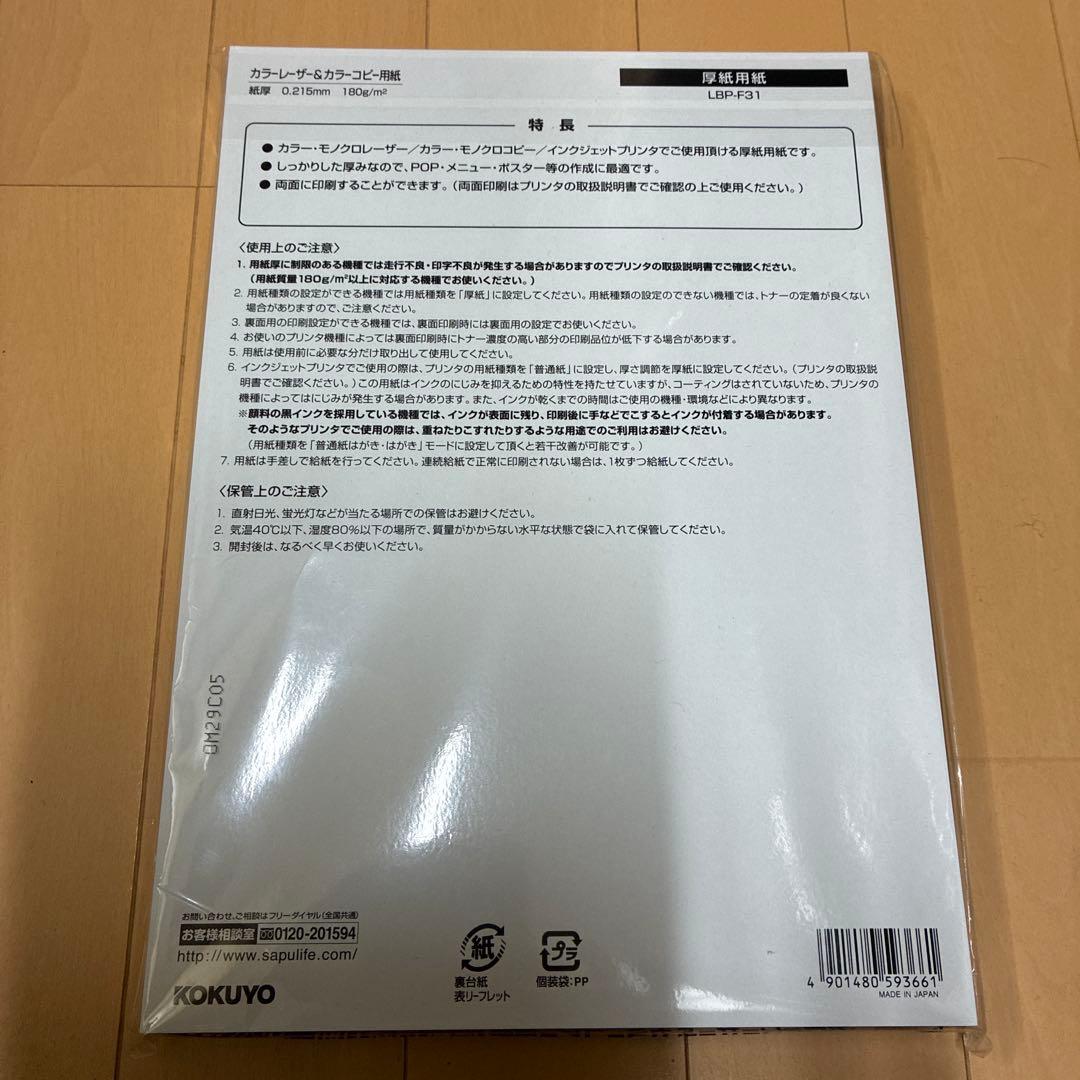 カラーレーザー&カラーコピー用紙
紙厚 0.215mm 180g/m²
厚紙用紙
LBP-F31
特長
● カラー・モノクロレーザー／カラー・モノクロコピー／インクジェットプリンタでご使用頂ける厚紙用紙です。
● しっかりした厚みなので、POP・メニュー・ポスター等の作成に最適です。
● 両面に印刷することができます。（両面印刷はプリンタの取扱説明書でご確認の上ご使用ください。）
〈使用上のご注意〉
1. 用紙厚に制限のある機種では走行不良・印字不良が発生する場合がありますのでプリンタの取扱説明書でご確認ください。
（用紙質量180g/m²以上に対応する機種でお使いください。）
2. 用紙種類の設定ができる機種では用紙種類を「厚紙」に設定してください。用紙種類の設定のできない機種では、トナーの定着が良くない
場合がありますので、ご注意ください。
3. 裏面用の印刷設定ができる機種では、裏面印刷時には裏面用の設定でお使いください。
4. お使いのプリンタ機種によっては裏面印刷時にトナー濃度の高い部分の印刷品位が低下する場合があります。
5. 用紙は使用前に必要な分だけ取り出して使用してください。
6. インクジェットプリンタでご使用の際は、プリンタの用紙種類を「普通紙」に設定し、厚さ調節を厚紙に設定してください。（プリンタの取扱説
明書でご確認ください。）この用紙はインクのにじみを抑えるための特性を持たせていますが、コーティングはされていないため、プリンタの
機種によってはにじみが発生する場合があります。また、インクが乾くまでの時間はご使用の機種・環境などにより異なります。
※顔料の黒インクを採用している機種では、インクが表面に残り、印刷後に手などでこするとインクが付着する場合があります。
そのようなプリンタでご使用の際は、重ねたりこすれたりするような用途でのご利用はお避けください。
（用紙種類を「普通紙はがき・はがき」モードに設定して頂くと若干改善が可能です。）
7. 用紙は手差しで給紙を行ってください。連続給紙で正常に印刷されない場合は、1枚ずつ給紙してください。
〈保管上のご注意〉
1. 直射日光、蛍光灯などが当たる場所での保管はお避けください。
2. 気温40℃以下、湿度80%以下の場所で、質量がかからない水平な状態で袋に入れて保管してください。
3. 開封後は、なるべく早くお使いください。
0M29C05
お問い合わせ、ご相談はフリーダイヤル（全国共通）
お客様相談室 0120-201594
http://www.sapulife.com/
KOKUYO
紙
裏台紙
表リーフレット
プラ
個装袋:PP
4 901480 593661
MADE IN JAPAN